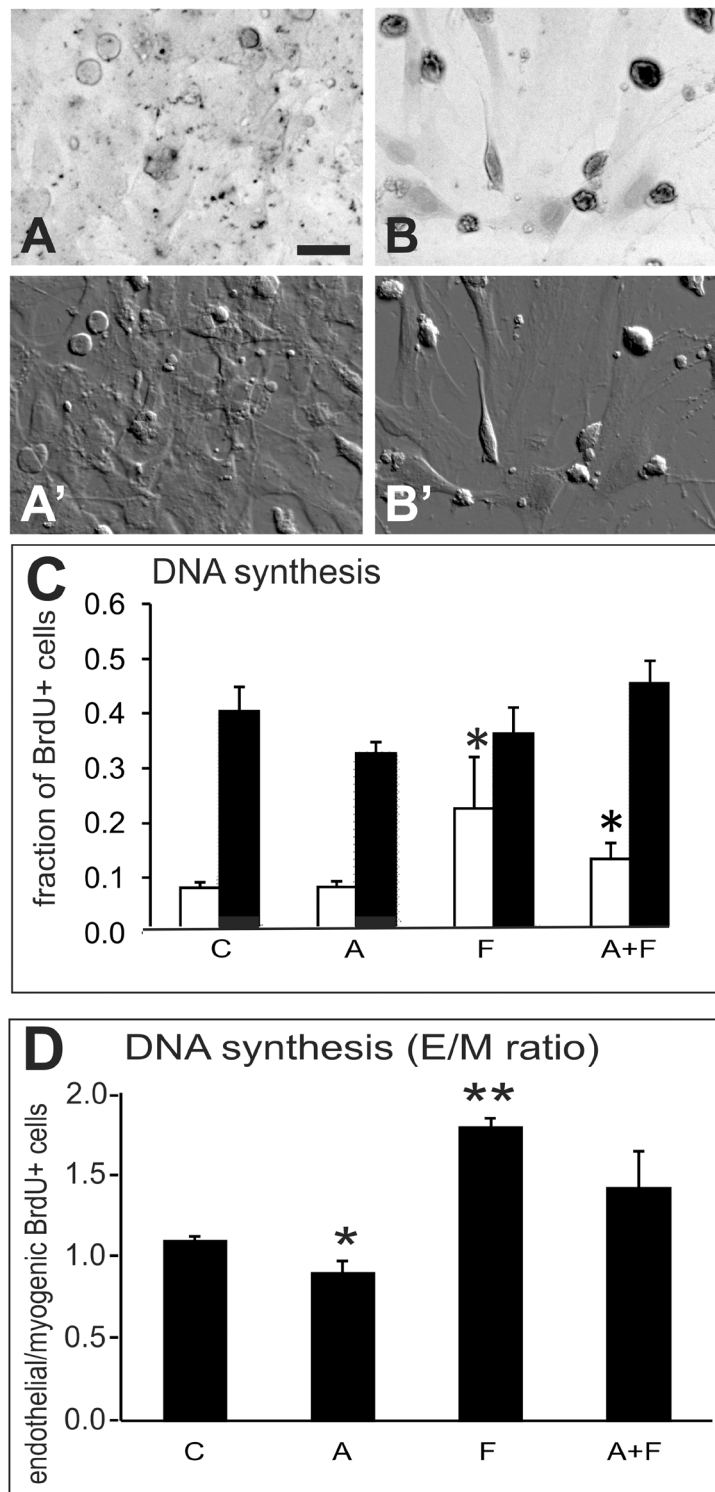 A
B
A'
B'
C
DNA synthesis
fraction of BrdU+ cells
0.6
0.5
0.4
0.3
0.2
0.1
0.0
*
*
C A F A+F
D
DNA synthesis (E/M ratio)
endothelial/myogenic BrdU+ cells
2.0
1.5
1.0
0.5
0.0
*
**
C A F A+F